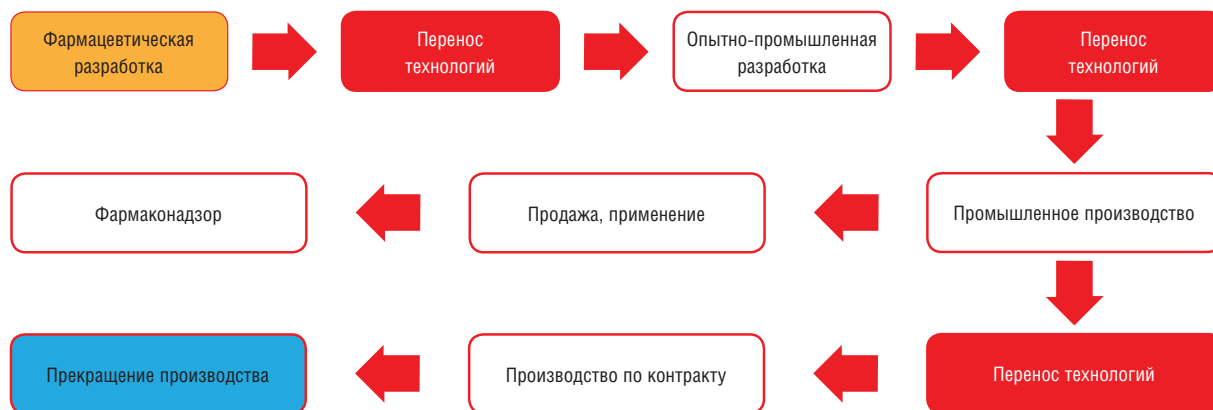 Фармацевтическая
разработка
Перенос
технологий
Опытно-промышленная
разработка
Перенос
технологий
Фармаконадзор
Продажа, применение
Промышленное производство
Прекращение производства
Производство по контракту
Перенос технологий